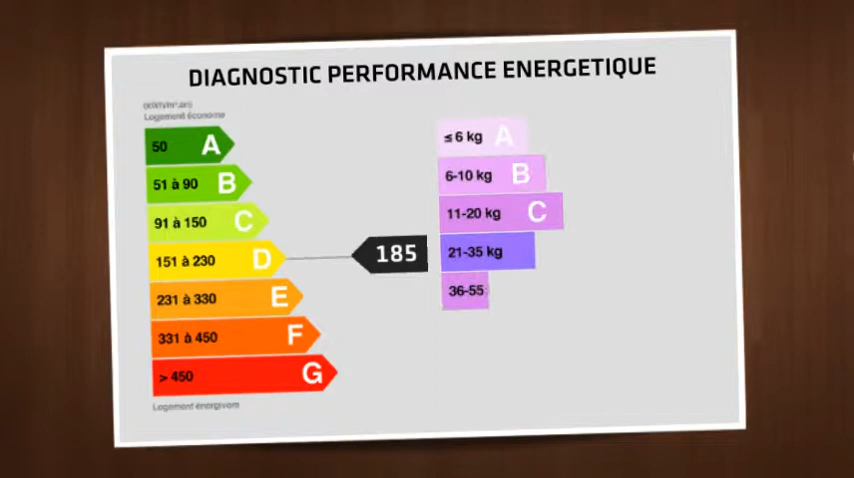 DIAGNOSTIC PERFORMANCE ENERGETIQUE
Logement économe
50 A
51 à 90 B
91 à 150 C
151 à 230 D
231 à 330 E
331 à 450 F
> 450 G
Logement énergivore
185
≤ 6 kg A
6-10 kg B
11-20 kg C
21-35 kg
36-55